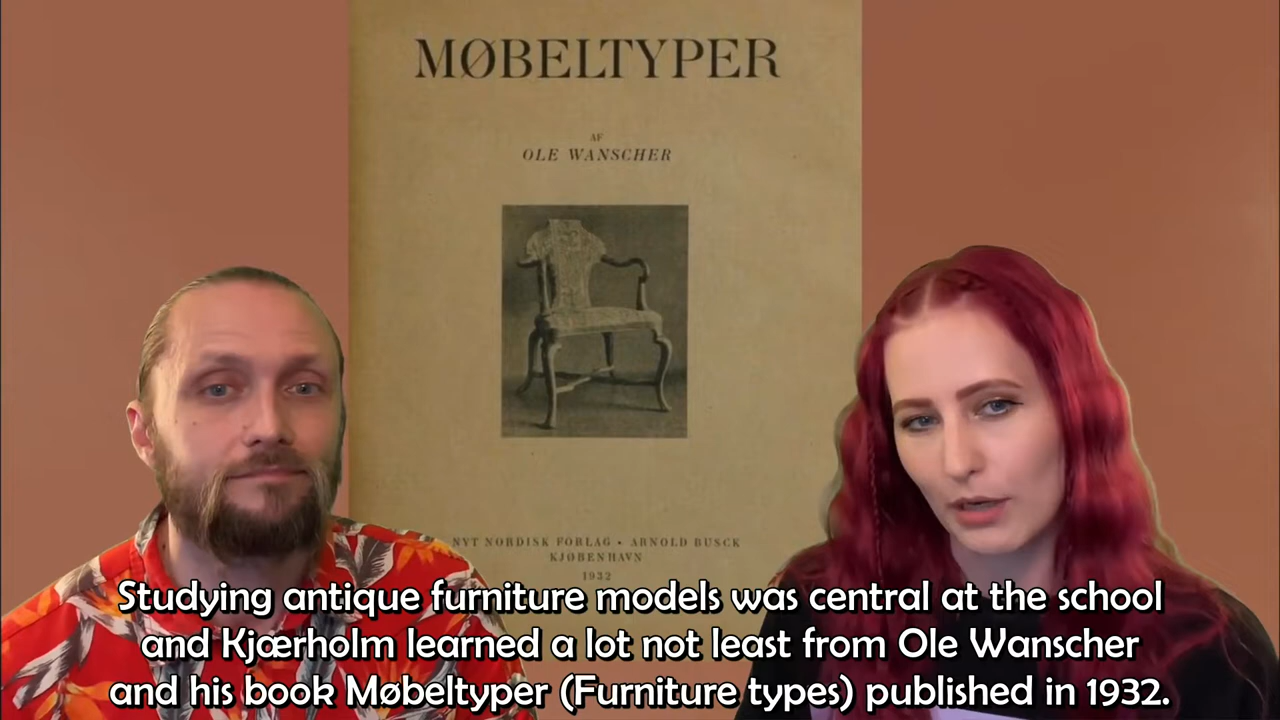 MØBELTYPER
AF
OLE WANSCHER
NYT NORDISK FORLAG • ARNOLD BUSCK
KJØBENHAVN
1932
Studying antique furniture models was central at the school
and Kjærholm learned a lot not least from Ole Wanscher
and his book Møbeltyper (Furniture types) published in 1932.